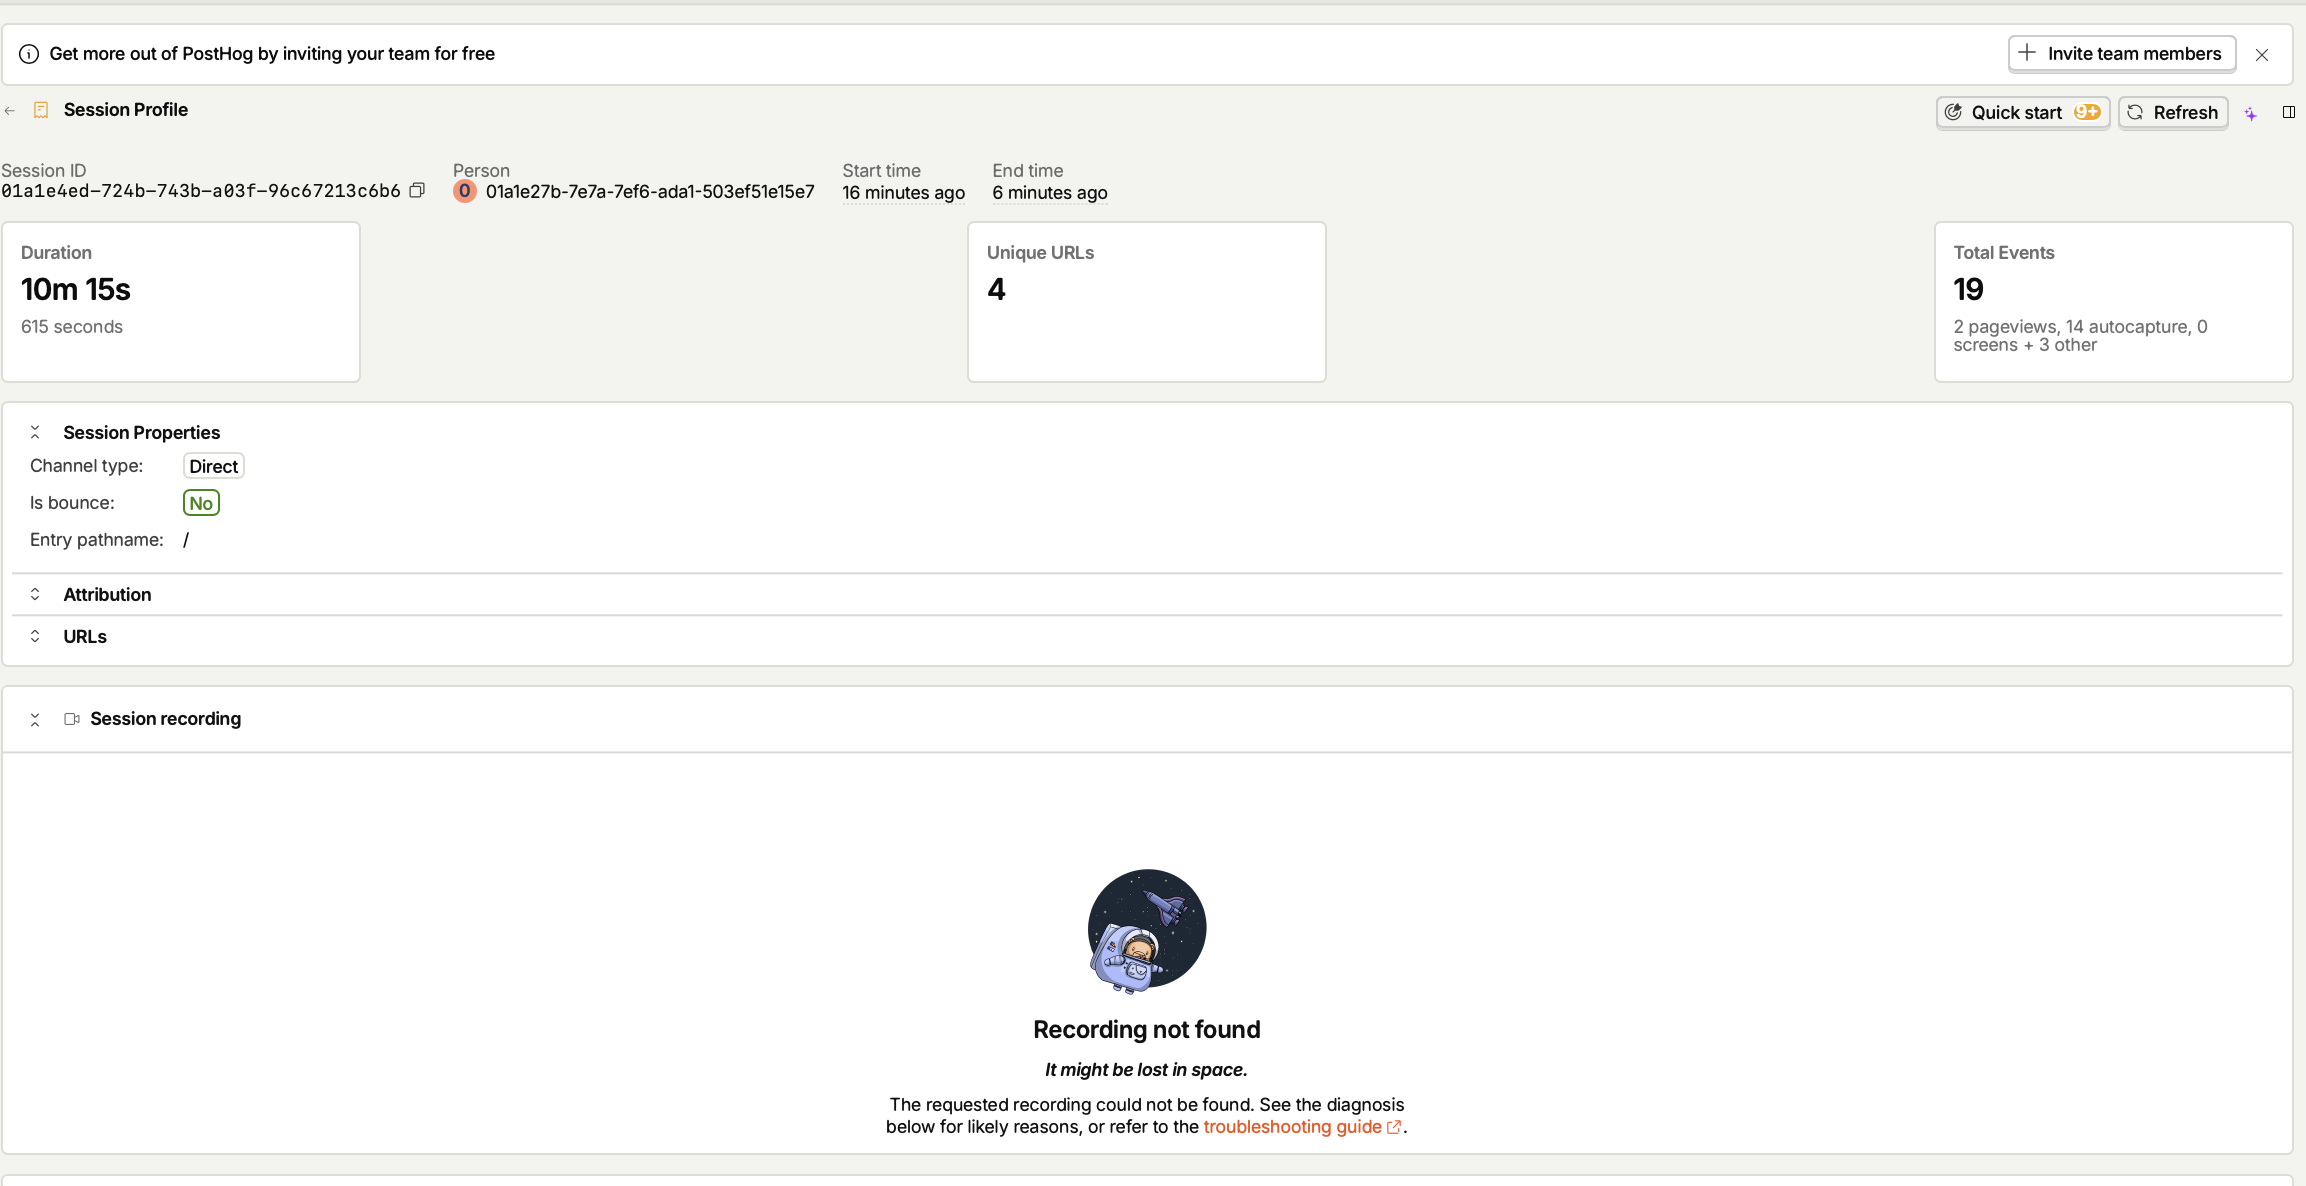 Get more out of PostHog by inviting your team for free
Invite team members
Session Profile
Quick start 9+
Refresh
Session ID
01a1e4ed-724b-743b-a03f-96c67213c6b6
Person
0 01a1e27b-7e7a-7ef6-ada1-503ef51e15e7
Start time
16 minutes ago
End time
6 minutes ago
Duration
10m 15s
615 seconds
Unique URLs
4
Total Events
19
2 pageviews, 14 autocapture, 0
screens + 3 other
Session Properties
Channel type: Direct
Is bounce: No
Entry pathname: /
Attribution
URLs
Session recording
Recording not found
It might be lost in space.
The requested recording could not be found. See the diagnosis
below for likely reasons, or refer to the troubleshooting guide.